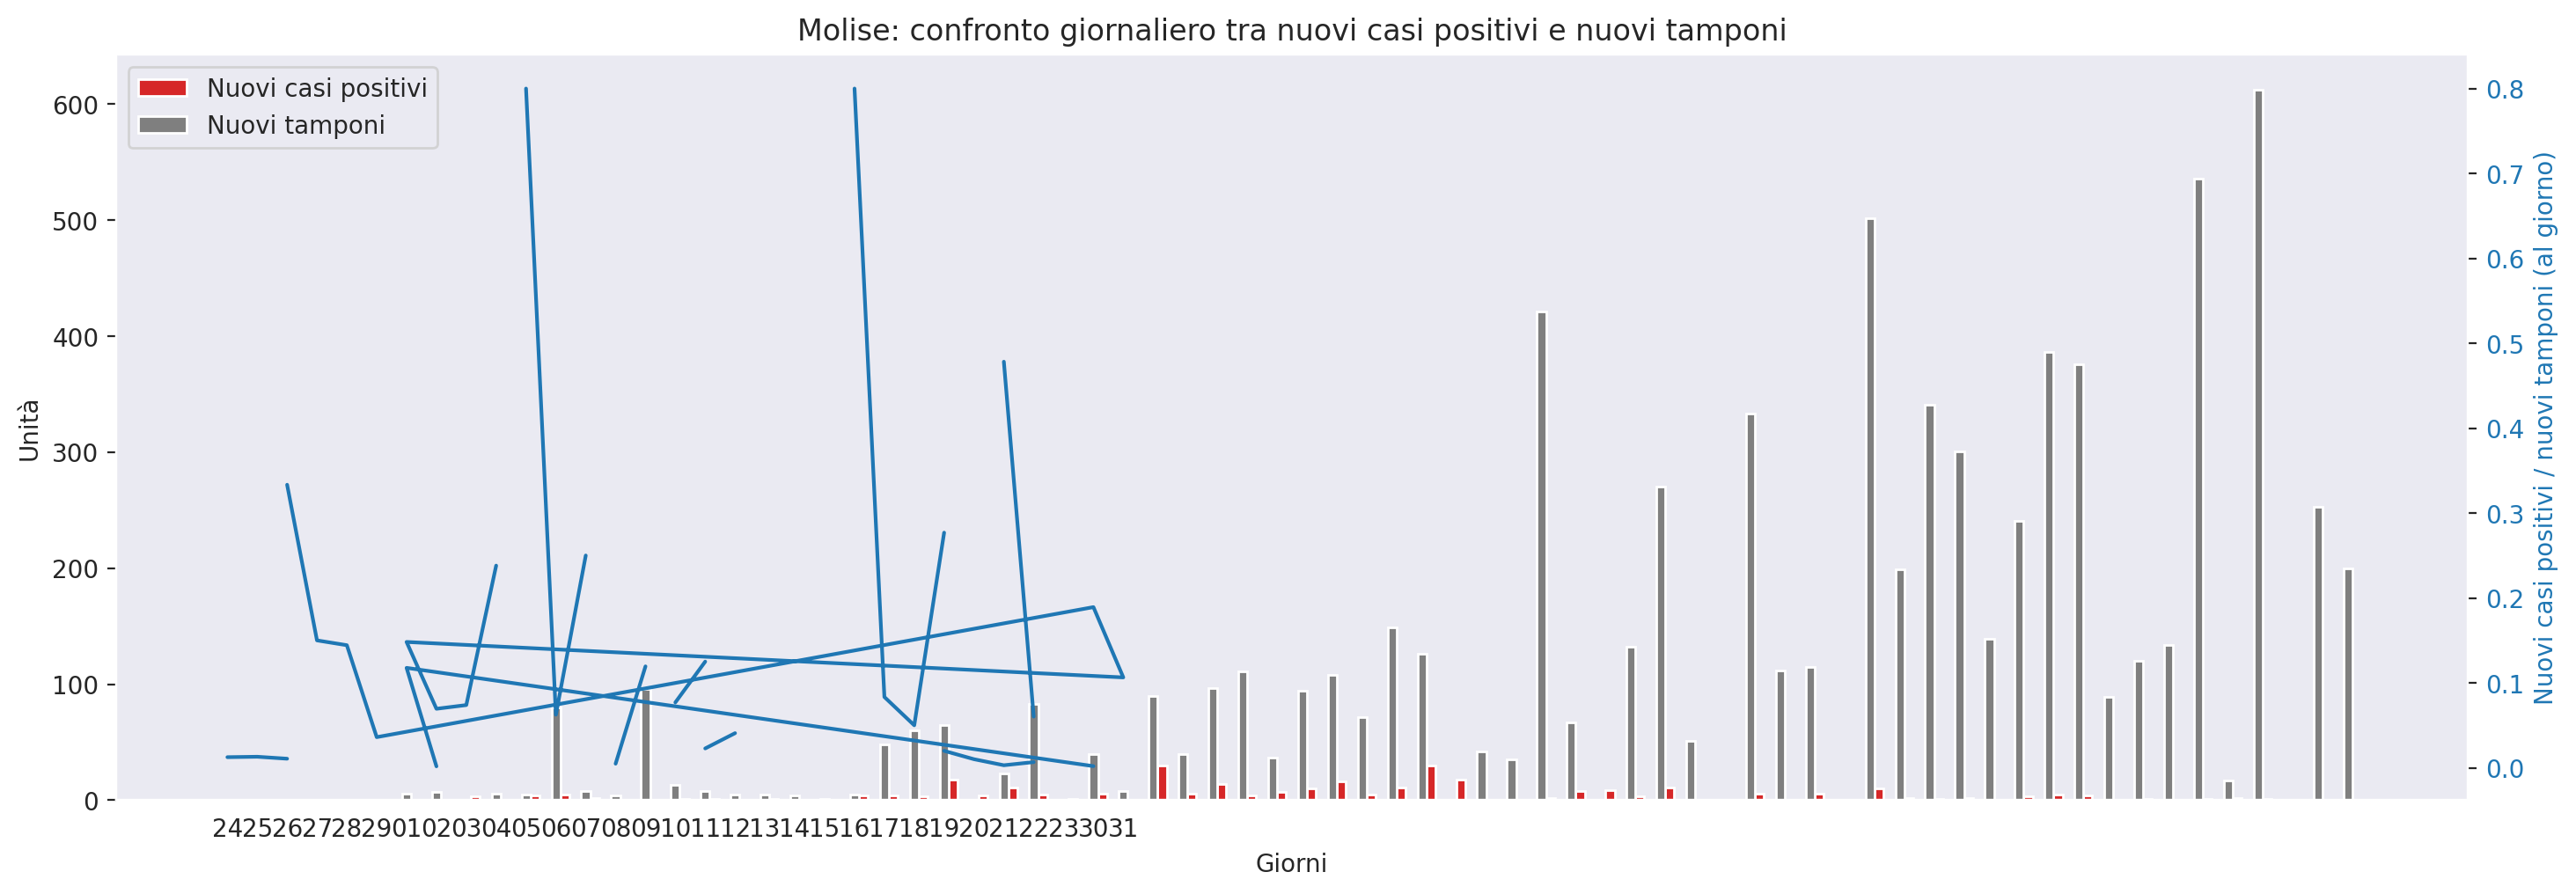 Molise: confronto giornaliero tra nuovi casi positivi e nuovi tamponi
Nuovi casi positivi
Nuovi tamponi
600
500
400
300
200
100
0
Unità
0.8
0.7
0.6
0.5
0.4
0.3
0.2
0.1
0.0
Nuovi casi positivi / nuovi tamponi (al giorno)
24252627282901020304050607080910111213141516171819202122233031
Giorni